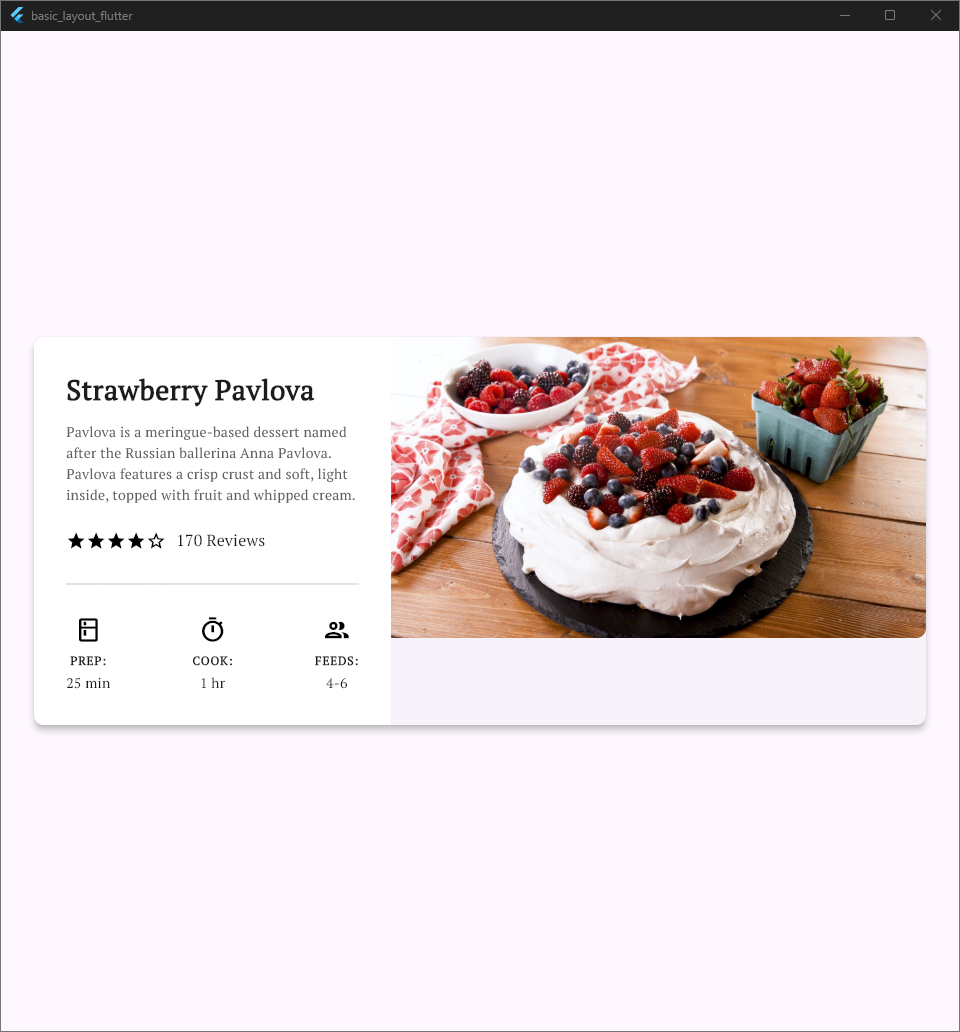 basic_layout_flutter
Strawberry Pavlova
Pavlova is a meringue-based dessert named
after the Russian ballerina Anna Pavlova.
Pavlova features a crisp crust and soft, light
inside, topped with fruit and whipped cream.
170 Reviews
PREP: COOK: FEEDS:
25 min 1 hr 4-6